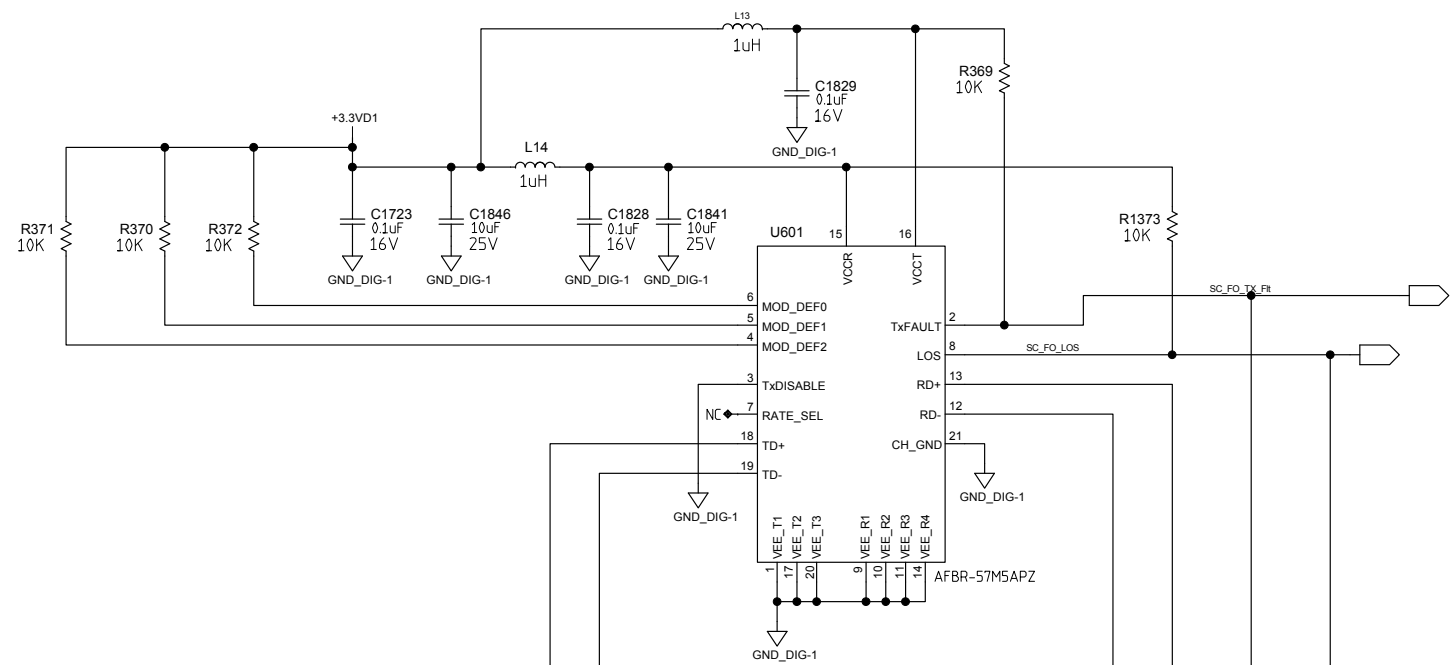 L13
1uH
R369
10K
C1829
0.1uF
16V
GND_DIG-1
+3.3VD1
L14
1uH
R371
10K
R370
10K
R372
10K
C1723
0.1uF
16V
GND_DIG-1
C1846
10uF
25V
GND_DIG-1
C1828
0.1uF
16V
GND_DIG-1
C1841
10uF
25V
GND_DIG-1
R1373
10K
U601
15
16
VCCR
VCCT
6
MOD_DEF0
5
MOD_DEF1
4
MOD_DEF2
3
TxDISABLE
NC
7
RATE_SEL
18
TD+
19
TD-
TxFAULT
2
SC_FO_TX_Flt
LOS
8
SC_FO_LOS
RD+
13
RD-
12
CH_GND
21
GND_DIG-1
GND_DIG-1
VEE_T1
VEE_T2
VEE_T3
VEE_R1
VEE_R2
VEE_R3
VEE_R4
1
17
20
9
10
11
14
AFBR-57M5APZ
GND_DIG-1